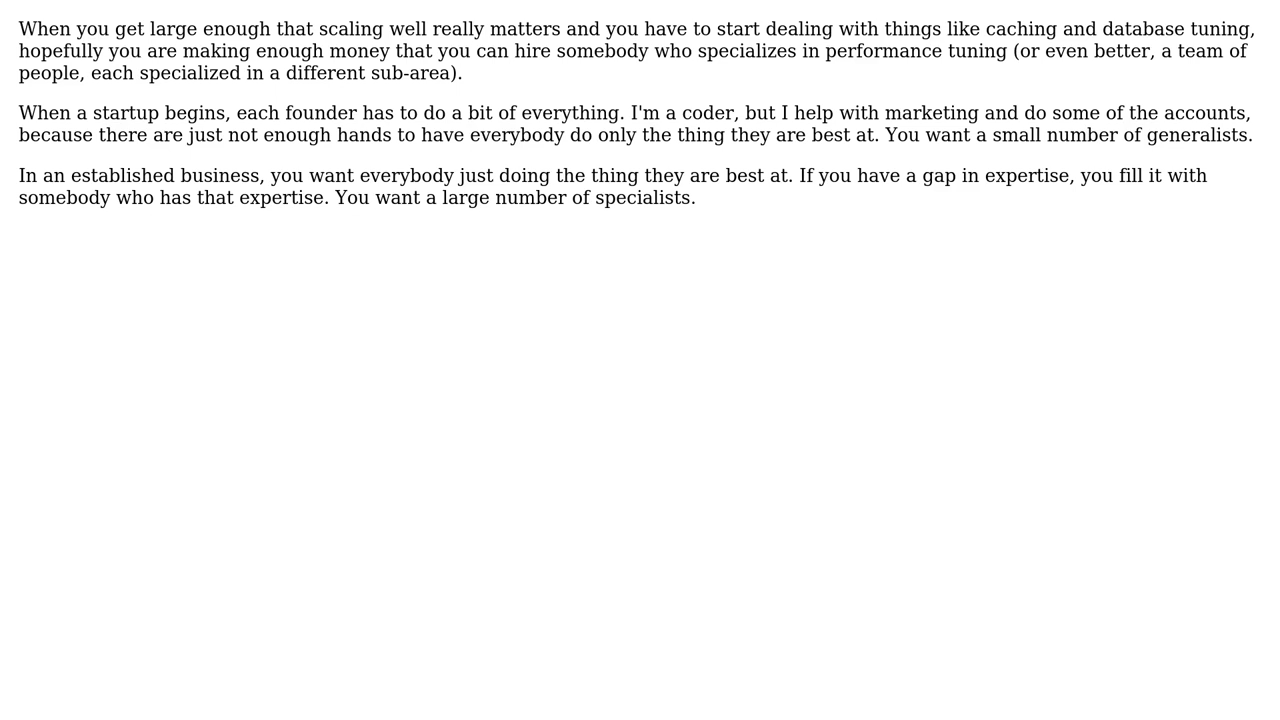 When you get large enough that scaling well really matters and you have to start dealing with things like caching and database tuning,
hopefully you are making enough money that you can hire somebody who specializes in performance tuning (or even better, a team of
people, each specialized in a different sub-area).
When a startup begins, each founder has to do a bit of everything. I'm a coder, but I help with marketing and do some of the accounts,
because there are just not enough hands to have everybody do only the thing they are best at. You want a small number of generalists.
In an established business, you want everybody just doing the thing they are best at. If you have a gap in expertise, you fill it with
somebody who has that expertise. You want a large number of specialists.